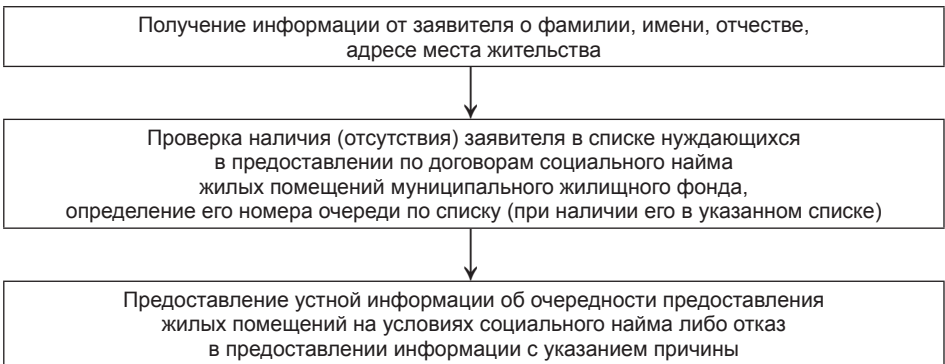 Получение информации от заявителя о фамилии, имени, отчестве,
адресе места жительства
Проверка наличия (отсутствия) заявителя в списке нуждающихся
в предоставлении по договорам социального найма
жилых помещений муниципального жилищного фонда,
определение его номера очереди по списку (при наличии его в указанном списке)
Предоставление устной информации об очередности предоставления
жилых помещений на условиях социального найма либо отказ
в предоставлении информации с указанием причины